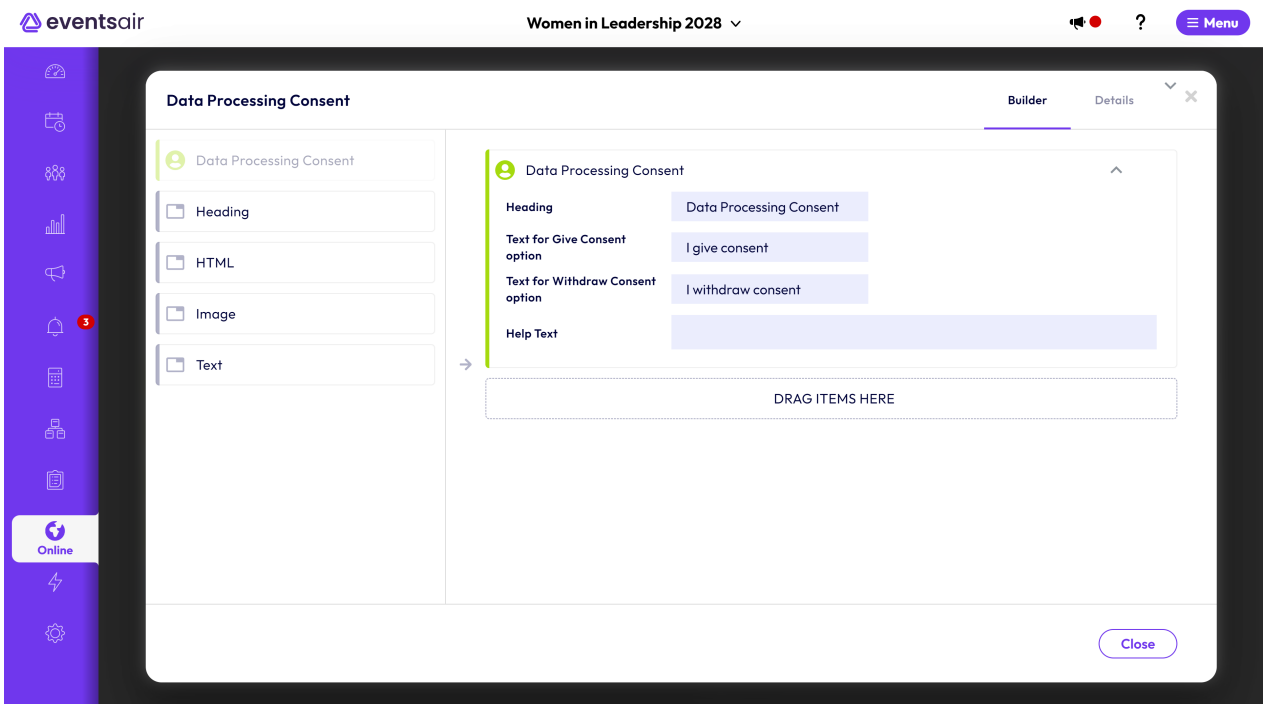 eventsair
Women in Leadership 2028
?
Menu
Data Processing Consent
Builder
Details
Data Processing Consent
Heading
HTML
Image
Text
Data Processing Consent
Heading
Data Processing Consent
Text for Give Consent
option
I give consent
Text for Withdraw Consent
option
I withdraw consent
Help Text
DRAG ITEMS HERE
3
Online
Close